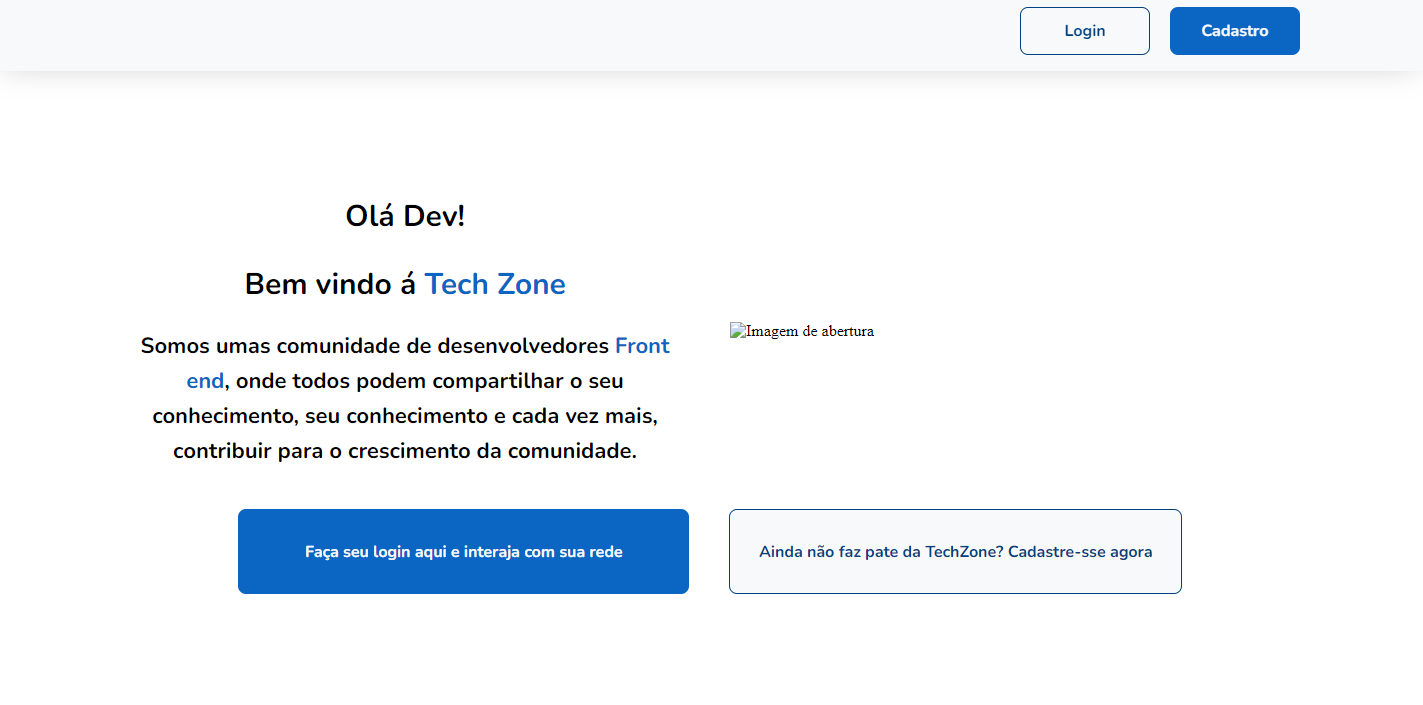 Login
Cadastro
Olá Dev!
Bem vindo á Tech Zone
Somos umas comunidade de desenvolvedores Front
end, onde todos podem compartilhar o seu
conhecimento, seu conhecimento e cada vez mais,
contribuir para o crescimento da comunidade.
Imagem de abertura
Faça seu login aqui e interaja com sua rede
Ainda não faz pate da TechZone? Cadastre-sse agora